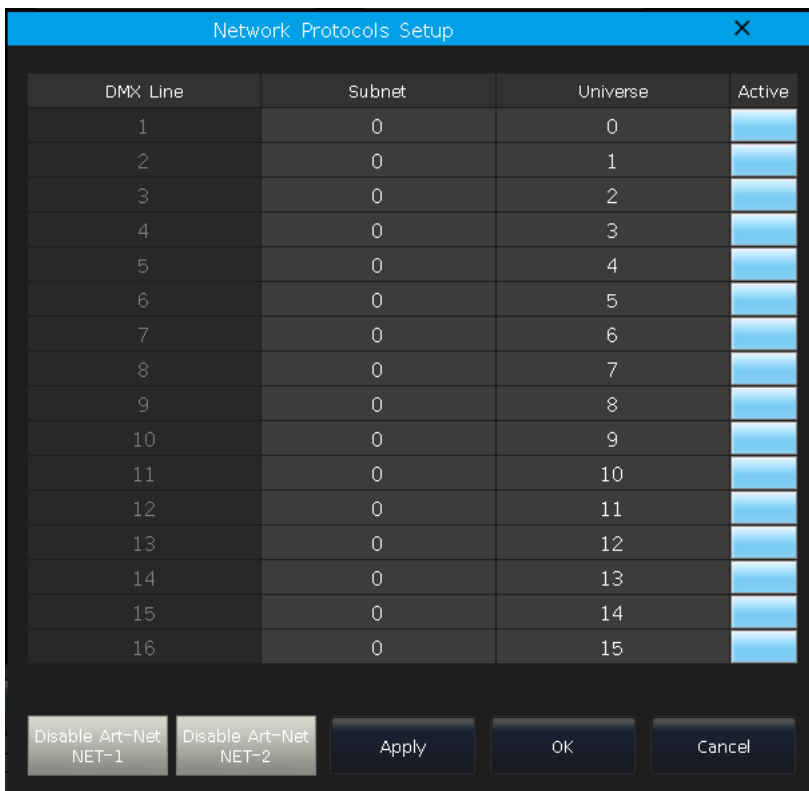 Network Protocols Setup ×
DMX Line Subnet Universe Active
1 0 0
2 0 1
3 0 2
4 0 3
5 0 4
6 0 5
7 0 6
8 0 7
9 0 8
10 0 9
11 0 10
12 0 11
13 0 12
14 0 13
15 0 14
16 0 15
Disable Art-Net
NET-1
Disable Art-Net
NET-2
Apply
OK
Cancel